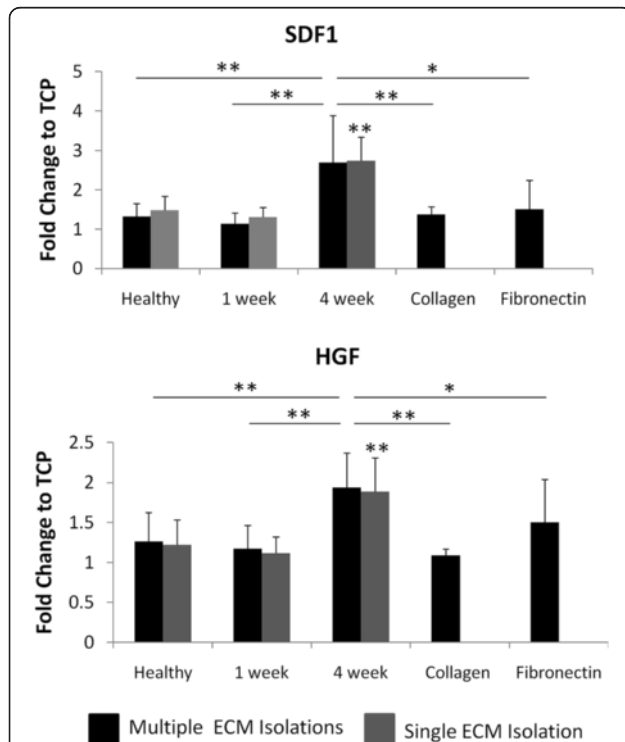 SDF1
** *
** **
5
4
3
2
1
0
**
Fold Change to TCP
Healthy 1 week 4 week Collagen Fibronectin
HGF
** *
** **
2.5
2
1.5
1
0.5
0
**
Fold Change to TCP
Healthy 1 week 4 week Collagen Fibronectin
Multiple ECM Isolations Single ECM Isolation